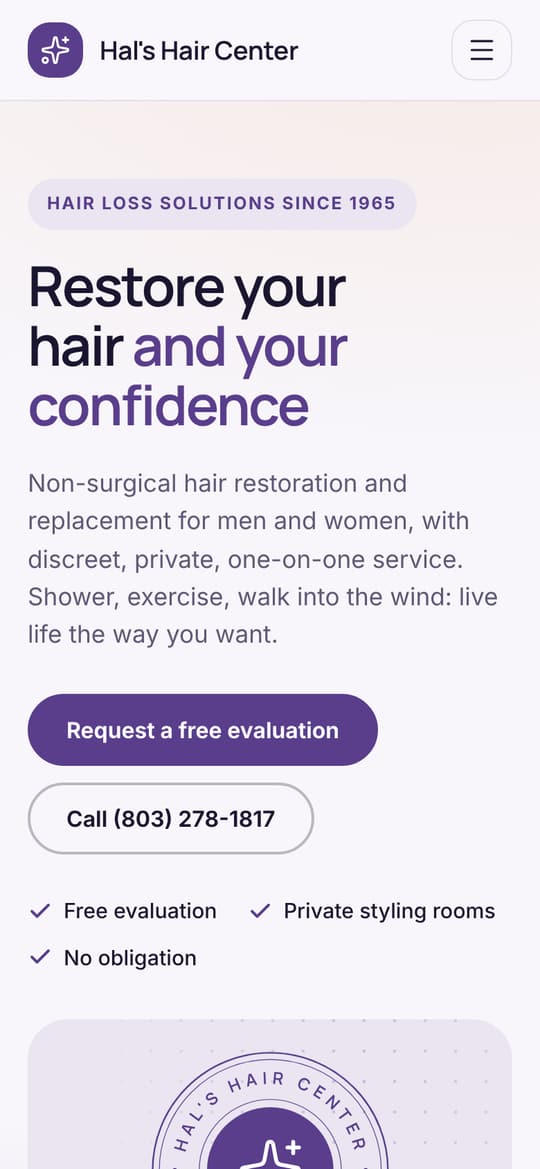 Hal's Hair Center
HAIR LOSS SOLUTIONS SINCE 1965
Restore your
hair and your
confidence
Non-surgical hair restoration and
replacement for men and women, with
discreet, private, one-on-one service.
Shower, exercise, walk into the wind: live
life the way you want.
Request a free evaluation
Call (803) 278-1817
Free evaluation
Private styling rooms
No obligation
HAL'S HAIR CENTER